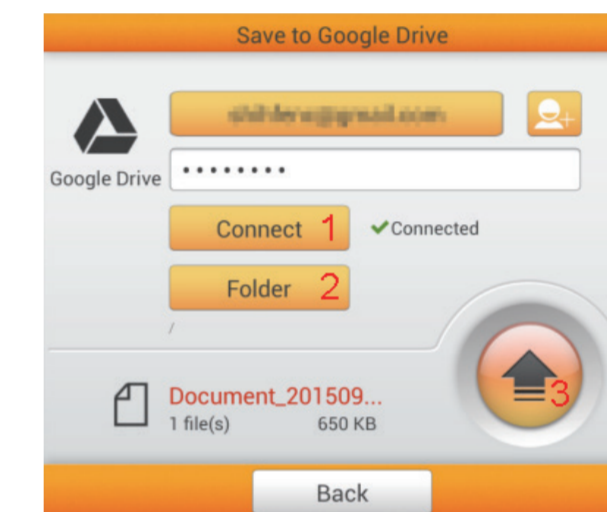 Save to Google Drive
Google Drive
••••••••
Connect 1 Connected
Folder 2
/
3
Document_201509...
1 file(s) 650 KB
Back